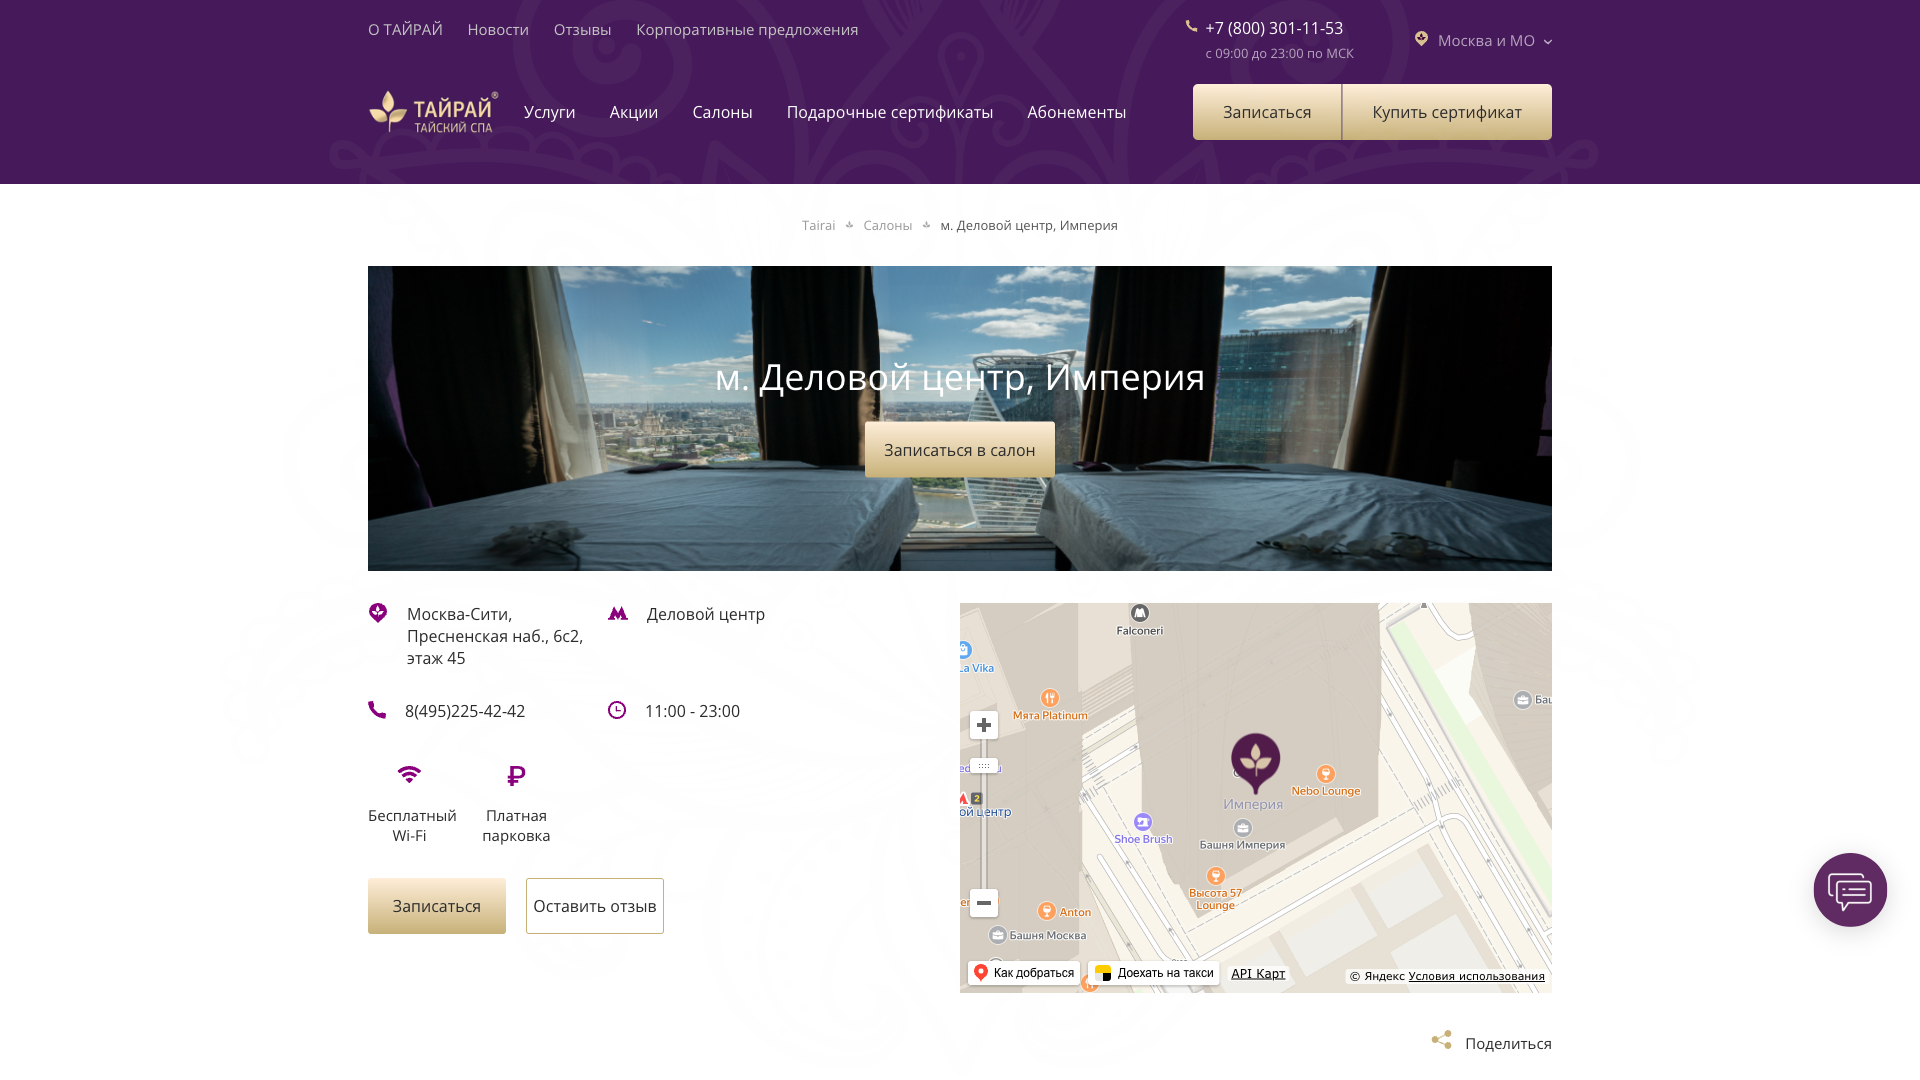 О ТАЙРАЙ Новости Отзывы Корпоративные предложения
+7 (800) 301-11-53
с 09:00 до 23:00 по МСК
Москва и МО
ТАЙРАЙ®
ТАЙСКИЙ СПА
Услуги Акции Салоны Подарочные сертификаты Абонементы
Записаться Купить сертификат
Tairai Салоны м. Деловой центр, Империя
м. Деловой центр, Империя
Записаться в салон
Москва-Сити,
Пресненская наб., 6с2,
этаж 45
Деловой центр
8(495)225-42-42
11:00 - 23:00
Бесплатный
Wi-Fi
Платная
парковка
Записаться
Оставить отзыв
Falconeri
La Vika
Мята Platinum
Империя
Nebo Lounge
2
ой центр
Shoe Brush
Башня Империя
Высота 57
Lounge
Anton
Башня Москва
Как добраться
Доехать на такси
API Карт
© Яндекс Условия использования
Поделиться